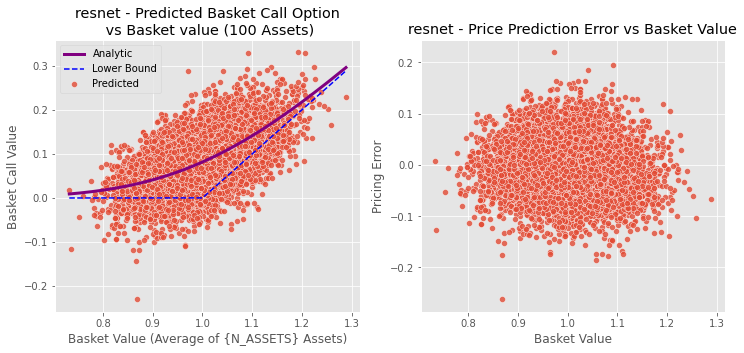 resnet - Predicted Basket Call Option
vs Basket value (100 Assets)
Analytic
Lower Bound
Predicted
Basket Call Value
0.3
0.2
0.1
0.0
−0.1
−0.2
0.8 0.9 1.0 1.1 1.2 1.3
Basket Value (Average of {N_ASSETS} Assets)
resnet - Price Prediction Error vs Basket Value
Pricing Error
0.2
0.1
0.0
−0.1
−0.2
0.8 0.9 1.0 1.1 1.2 1.3
Basket Value